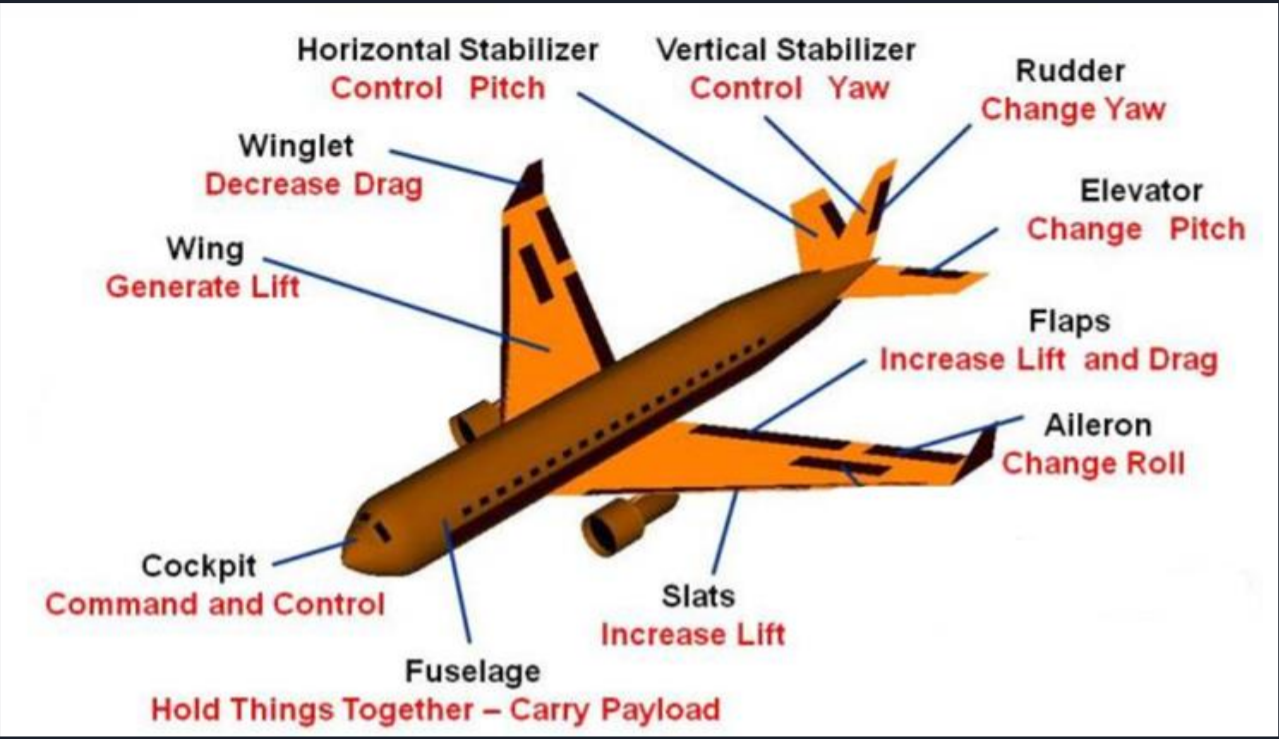 Horizontal Stabilizer
Control Pitch
Vertical Stabilizer
Control Yaw
Rudder
Change Yaw
Winglet
Decrease Drag
Elevator
Change Pitch
Wing
Generate Lift
Flaps
Increase Lift and Drag
Aileron
Change Roll
Cockpit
Command and Control
Slats
Increase Lift
Fuselage
Hold Things Together – Carry Payload